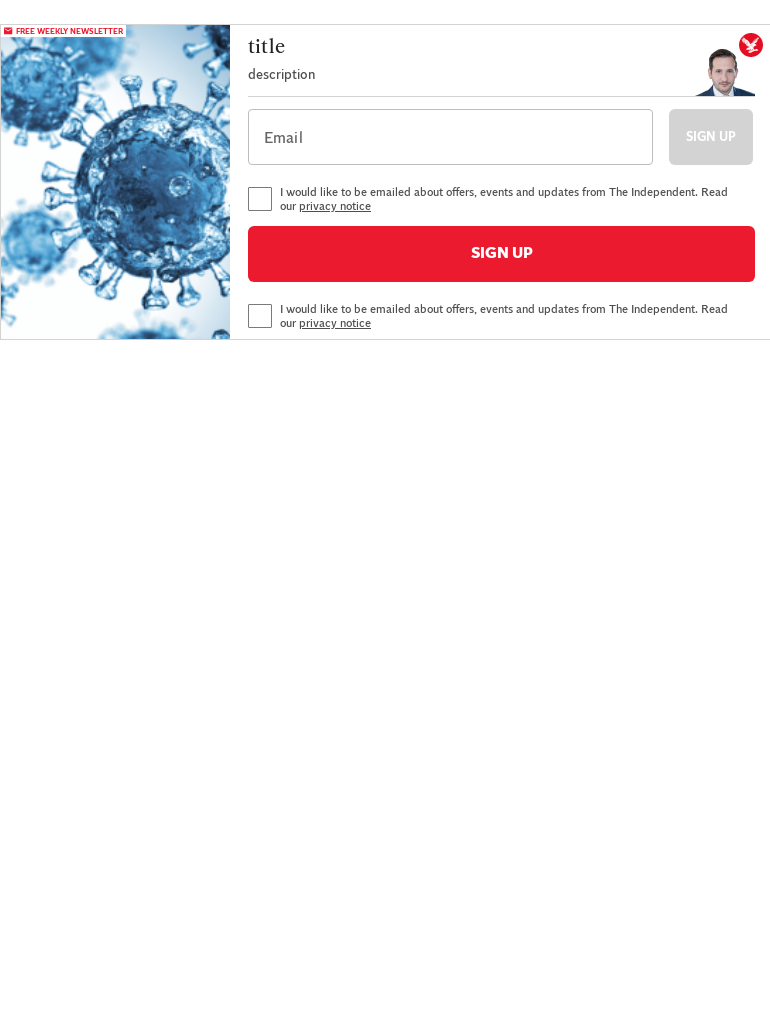 FREE WEEKLY NEWSLETTER
title
description
Email
SIGN UP
I would like to be emailed about offers, events and updates from The Independent. Read
our privacy notice
SIGN UP
I would like to be emailed about offers, events and updates from The Independent. Read
our privacy notice